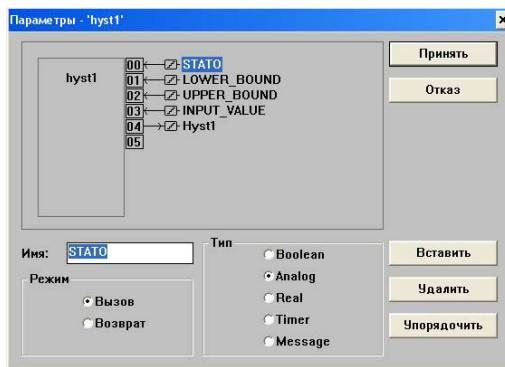 Параметры - 'hyst1'
×
hyst1
00 STATO
01 LOWER_BOUND
02 UPPER_BOUND
03 INPUT_VALUE
04 Hyst1
05
Принять
Отказ
Имя: STATO
Режим
Вызов
Возврат
Тип
Boolean
Analog
Real
Timer
Message
Вставить
Удалить
Упорядочить